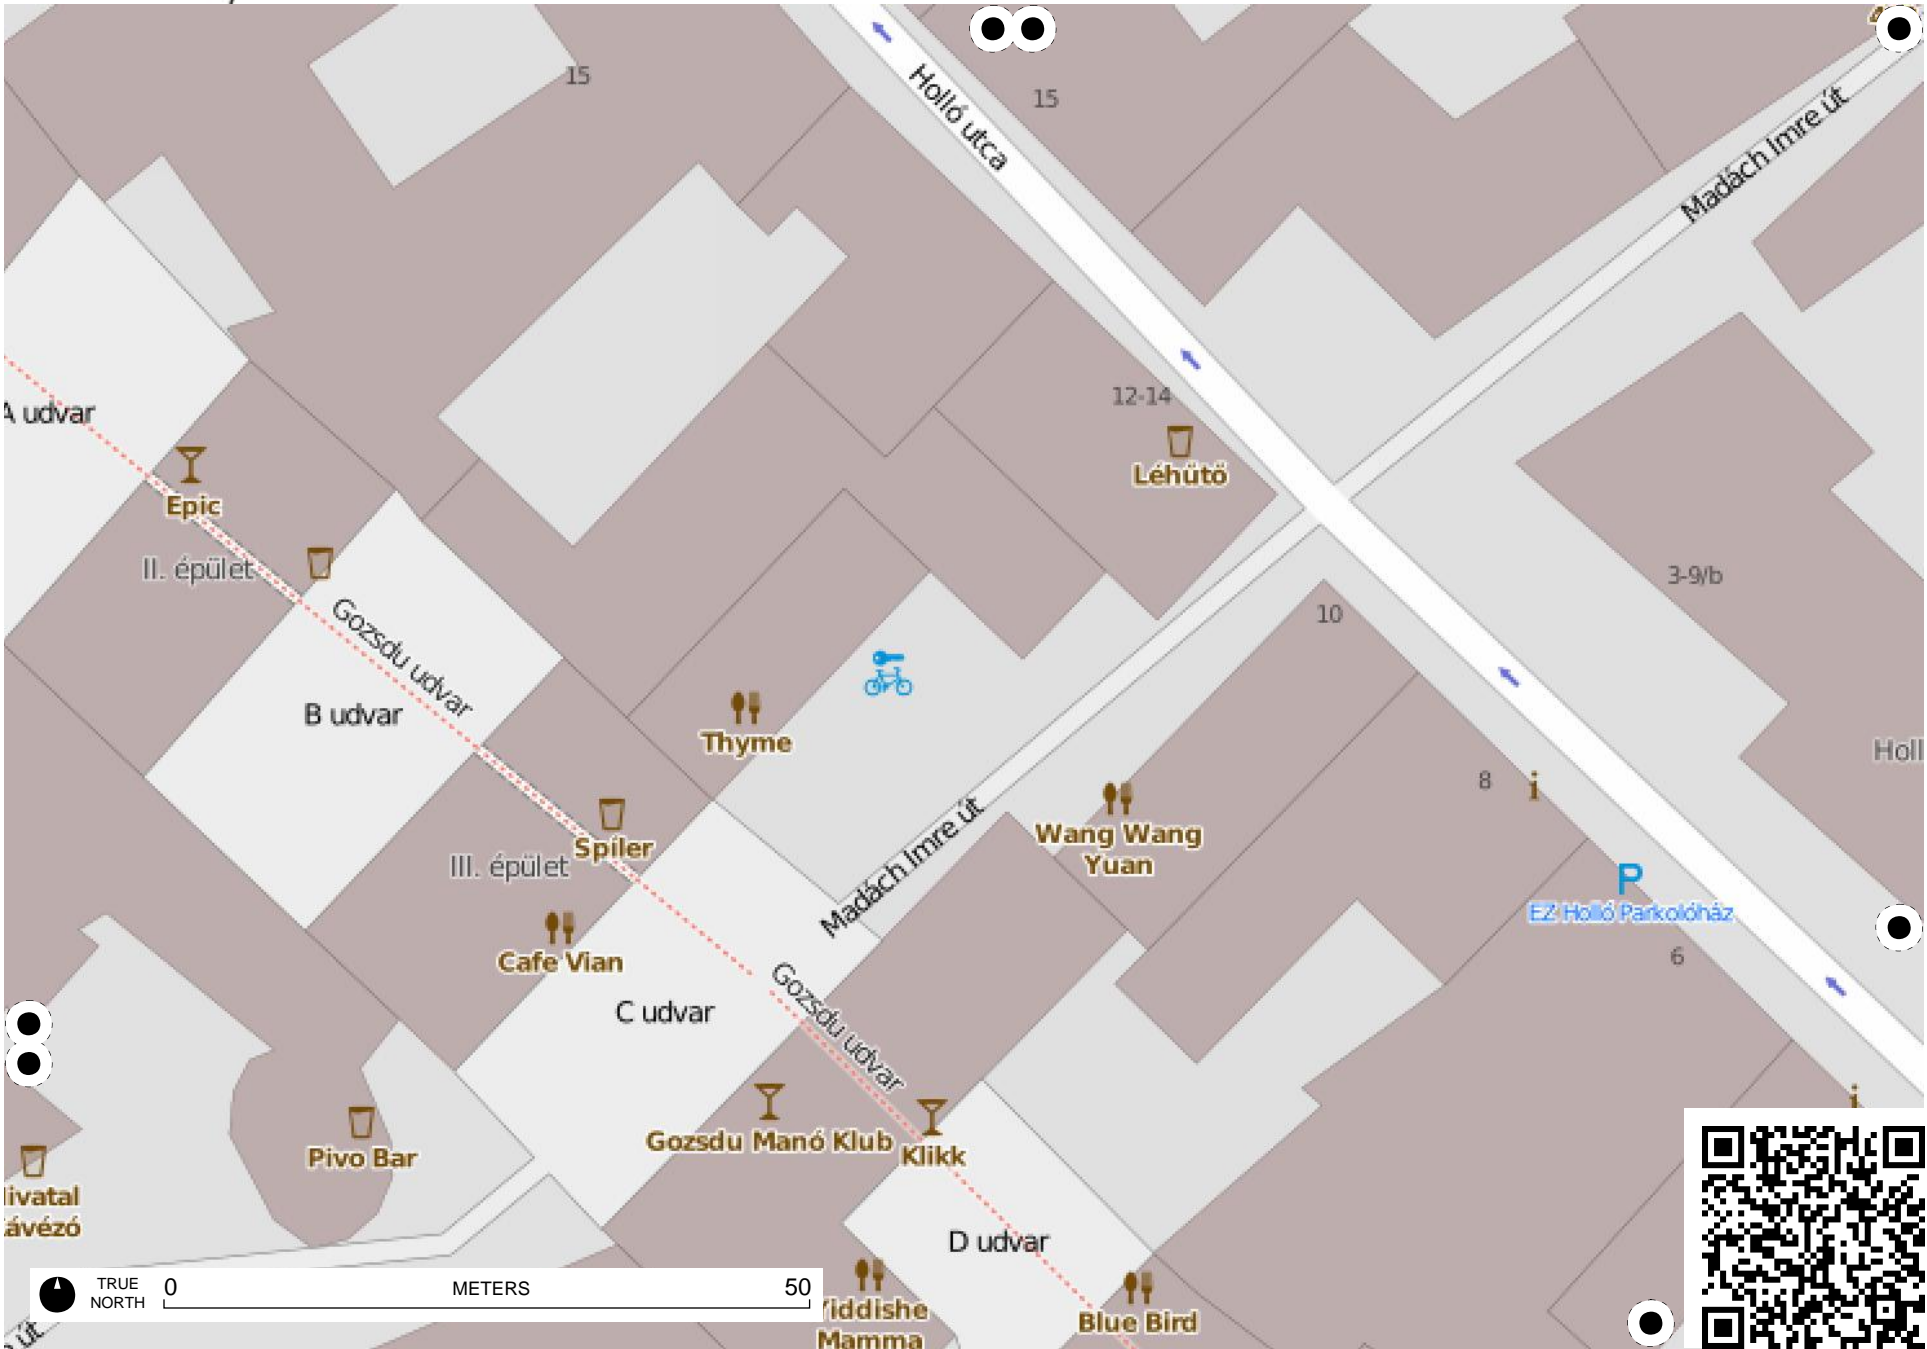 15
15
Holló utca
Madách Imre út
12-14
Léhűtő
A udvar
Epic
II. épület
Gozsdu udvar
B udvar
3-9/b
10
Thyme
Holl
8
Spíler
III. épület
Madách Imre út
Wang Wang
Yuan
EZ Holló Parkolóház
6
Cafe Vian
Gozsdu udvar
C udvar
Gozsdu Manó Klub
Klikk
Pivo Bar
ivatal
ávézó
D udvar
TRUE
NORTH
0 METERS 50
Yiddishe
Mamma
Blue Bird
út